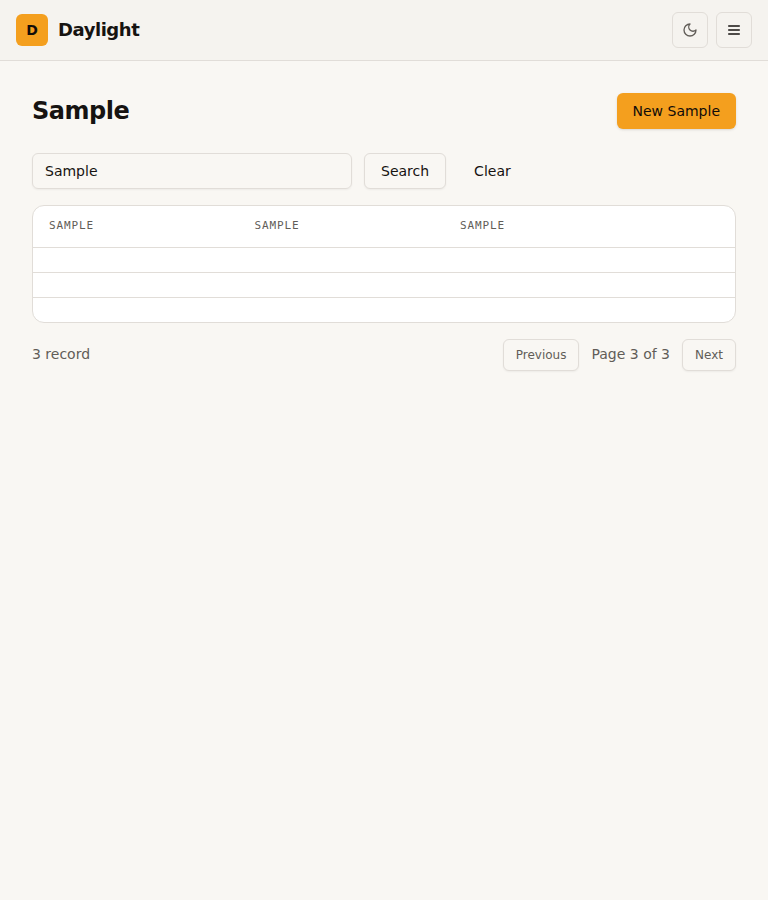 D Daylight
Sample New Sample
Sample Search Clear
SAMPLE SAMPLE SAMPLE
3 record Previous Page 3 of 3 Next